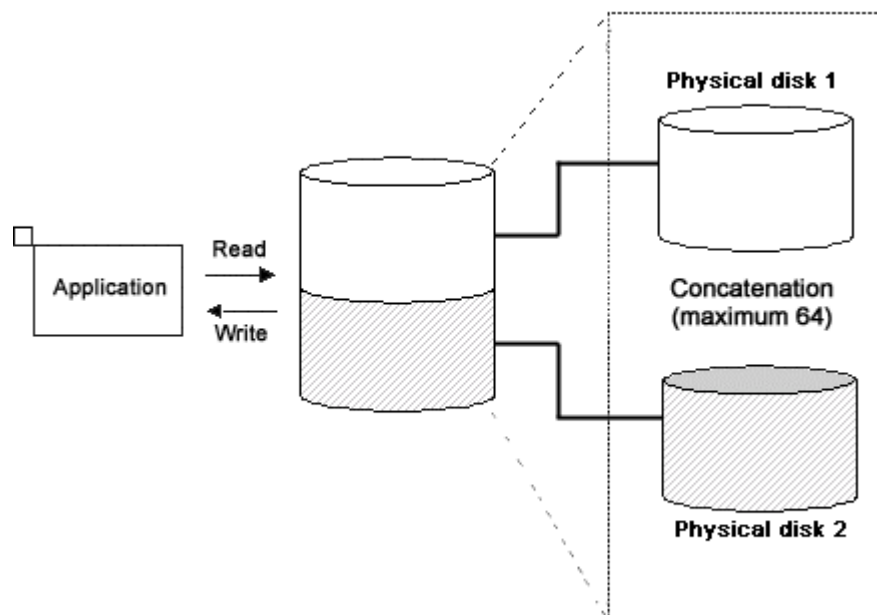 Physical disk 1
Read
Application
Write
Concatenation
(maximum 64)
Physical disk 2